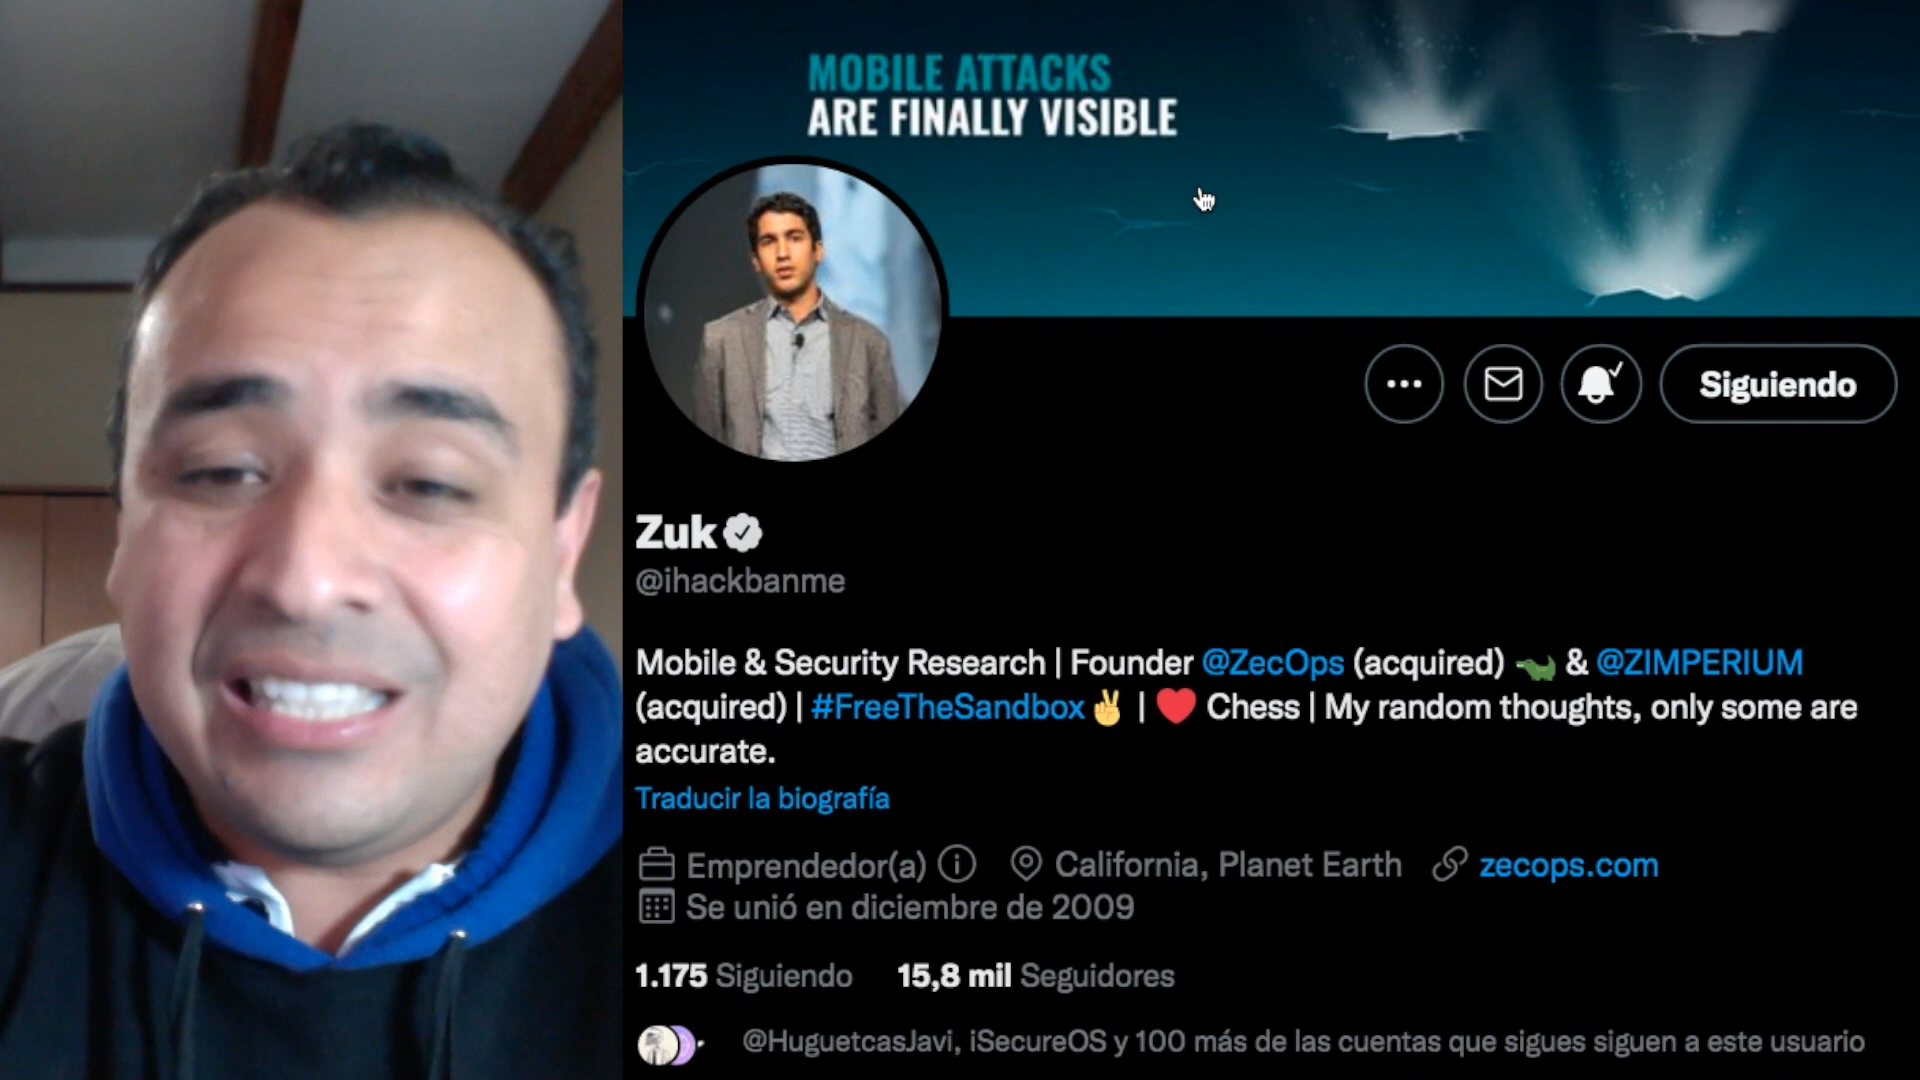 MOBILE ATTACKS
ARE FINALLY VISIBLE
Siguiendo
Zuk
@ihackbanme
Mobile & Security Research | Founder @ZecOps (acquired) 🐊 & @ZIMPERIUM
(acquired) | #FreeTheSandbox✌️ | ❤️ Chess | My random thoughts, only some are
accurate.
Traducir la biografía
Emprendedor(a) California, Planet Earth zecops.com
Se unió en diciembre de 2009
1.175 Siguiendo 15,8 mil Seguidores
@HuguetcasJavi, iSecureOS y 100 más de las cuentas que sigues siguen a este usuario